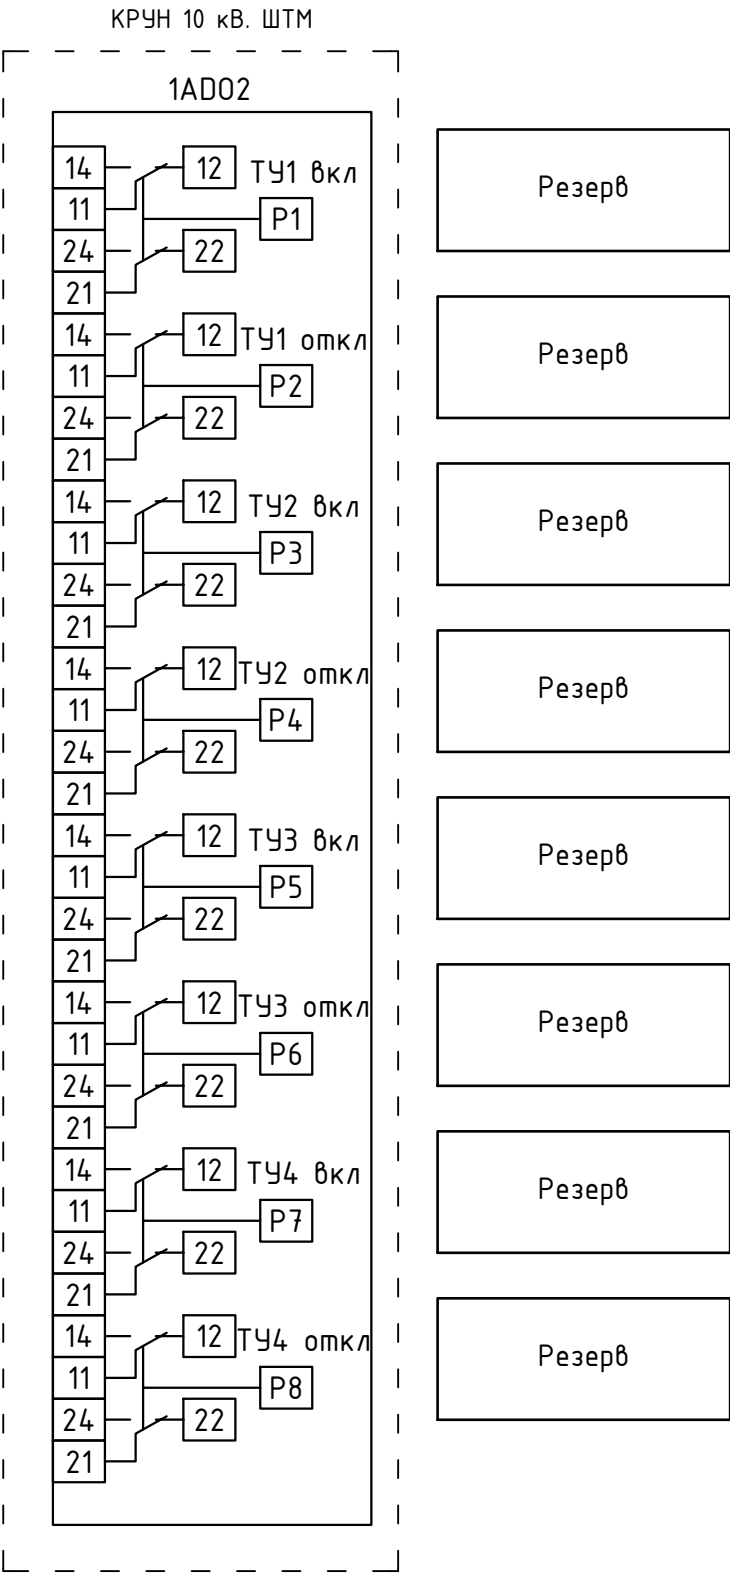 КРУН 10 кВ. ШТМ
1ADO2
14 12 ТУ1 вкл
11 P1
24 22
21
Резерв
14 12 ТУ1 откл
11 P2
24 22
21
Резерв
14 12 ТУ2 вкл
11 P3
24 22
21
Резерв
14 12 ТУ2 откл
11 P4
24 22
21
Резерв
14 12 ТУ3 вкл
11 P5
24 22
21
Резерв
14 12 ТУ3 откл
11 P6
24 22
21
Резерв
14 12 ТУ4 вкл
11 P7
24 22
21
Резерв
14 12 ТУ4 откл
11 P8
24 22
21
Резерв